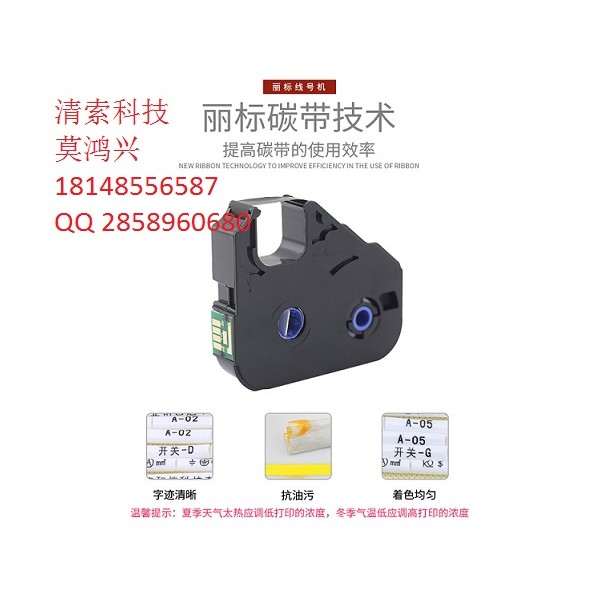 丽标线号机
清索科技
丽标碳带技术
莫鸿兴
提高碳带的使用效率
NEW RIBBON TECHNOLOGY TO IMPROVE EFFICIENCY IN THE USE OF RIBBON
18148556587
QQ 2858960680
A-02
A-02
开关-D
mm²
A-05
A-05
开关-G
mm² kΩ $
字迹清晰
抗油污
着色均匀
温馨提示：夏季天气太热应调低打印的浓度，冬季气温低应调高打印的浓度